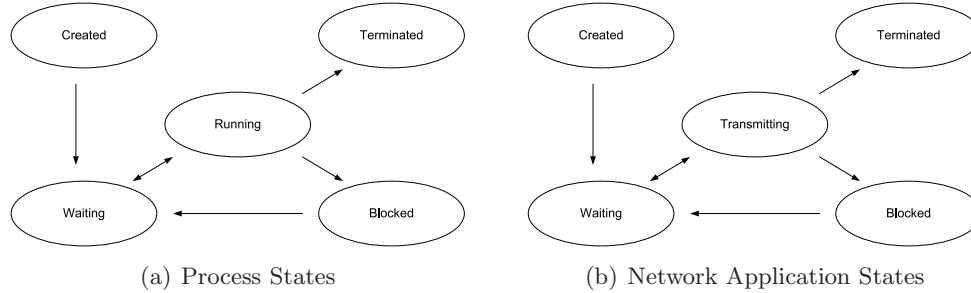 Created
Terminated
Running
Waiting
Blocked
(a) Process States
Created
Terminated
Transmitting
Waiting
Blocked
(b) Network Application States